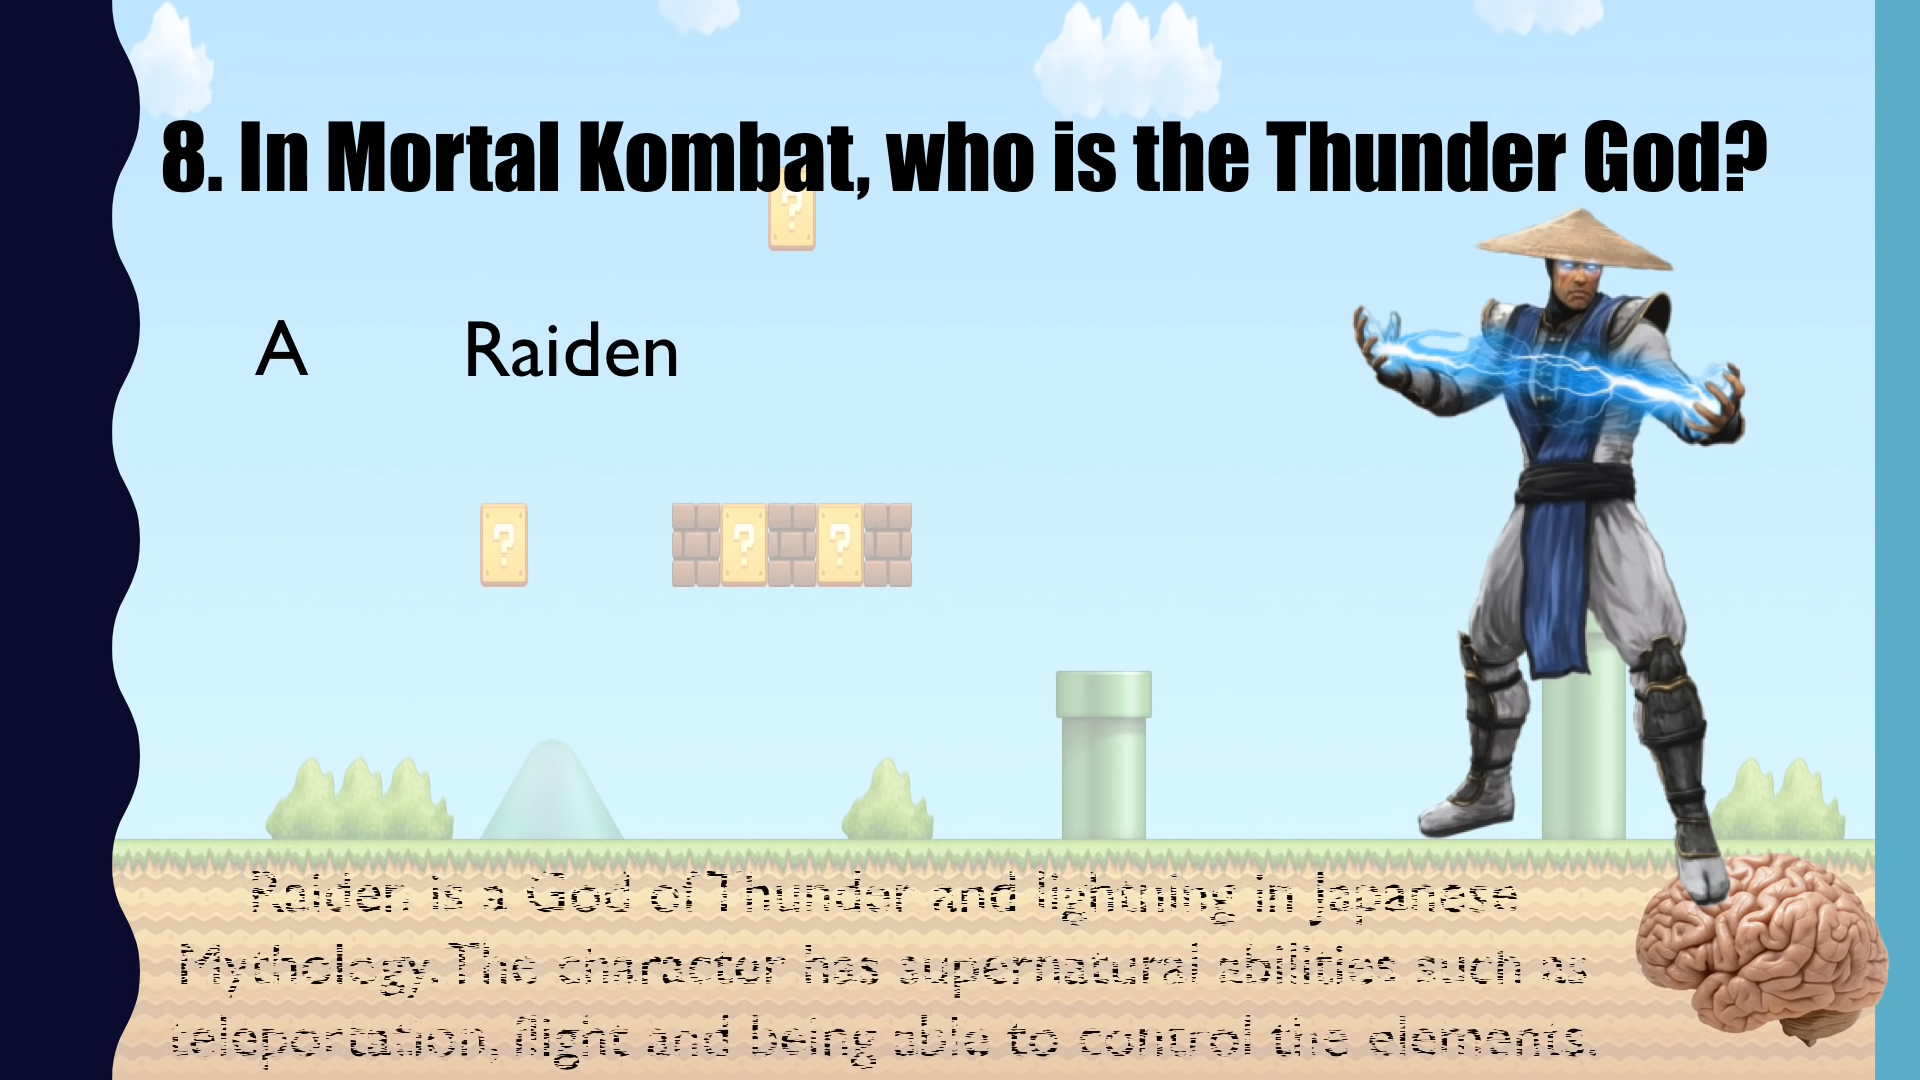 8. In Mortal Kombat, who is the Thunder God?
A Raiden
Raiden is a God of Thunder and lightning in Japanese
Mythology. The character has supernatural abilities such as
teleportation, flight and being able to control the elements.